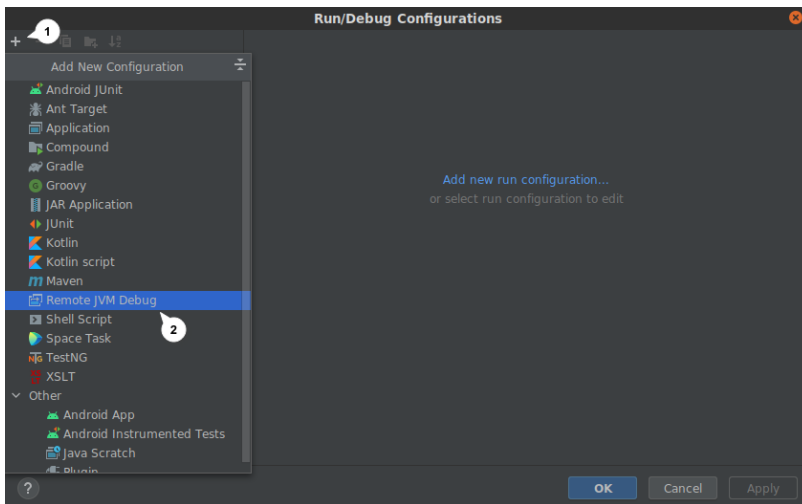 Run/Debug Configurations
1
Add New Configuration
Android JUnit
Ant Target
Application
Compound
Gradle
Groovy
JAR Application
JUnit
Kotlin
Kotlin script
Maven
Remote JVM Debug
Shell Script
2
Space Task
TestNG
XSLT
Other
Android App
Android Instrumented Tests
Java Scratch
Plugin
Add new run configuration...
or select run configuration to edit
?
OK
Cancel
Apply